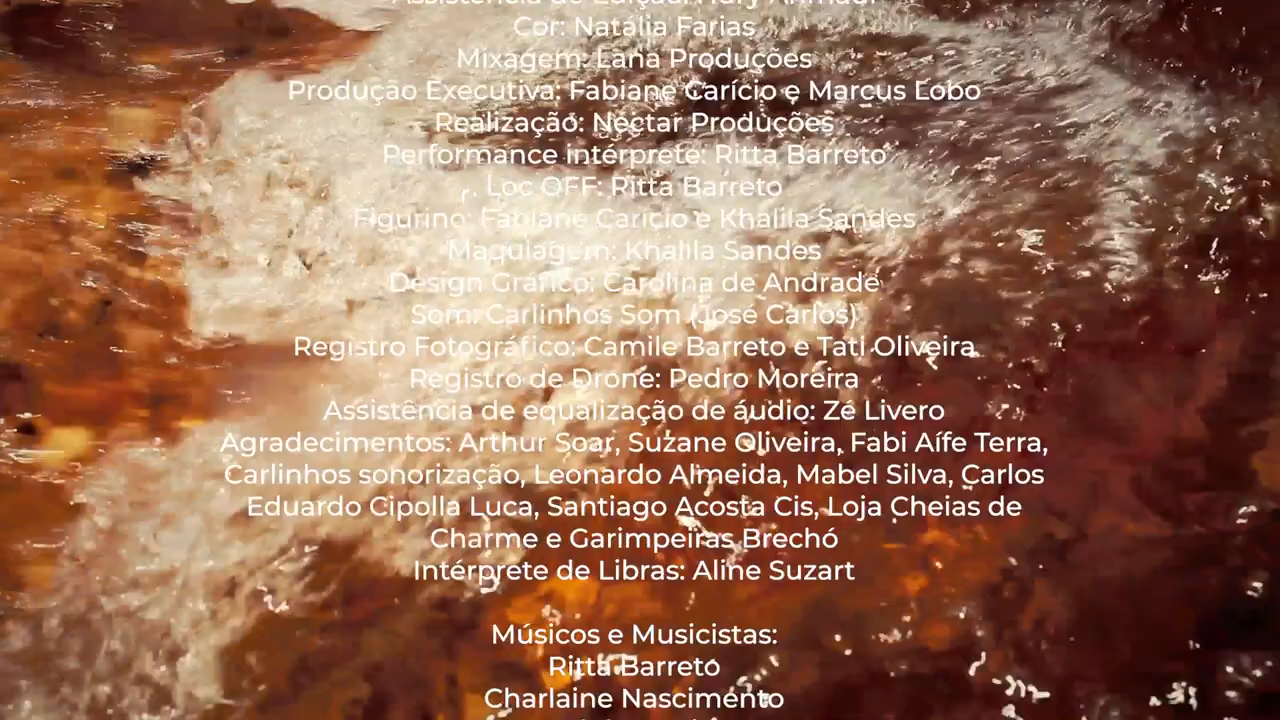 Cor: Natália Farias
Mixagem: Lana Produções
Produção Executiva: Fabiane Carício e Marcus Lobo
Realização: Néctar Produções
Performance intérprete: Ritta Barreto
Loc OFF: Ritta Barreto
Figurino: Fabiane Carício e Khalila Sandes
Maquiagem: Khalila Sandes
Design Gráfico: Carolina de Andrade
Som: Carlinhos Som (José Carlos)
Registro Fotográfico: Camile Barreto e Tati Oliveira
Registro de Drone: Pedro Moreira
Assistência de equalização de áudio: Zé Livero
Agradecimentos: Arthur Soar, Suzane Oliveira, Fabi Aífe Terra,
Carlinhos sonorização, Leonardo Almeida, Mabel Silva, Carlos
Eduardo Cipolla Luca, Santiago Acosta Cis, Loja Cheias de
Charme e Garimpeiras Brechó
Intérprete de Libras: Aline Suzart
Músicos e Musicistas:
Ritta Barreto
Charlaine Nascimento